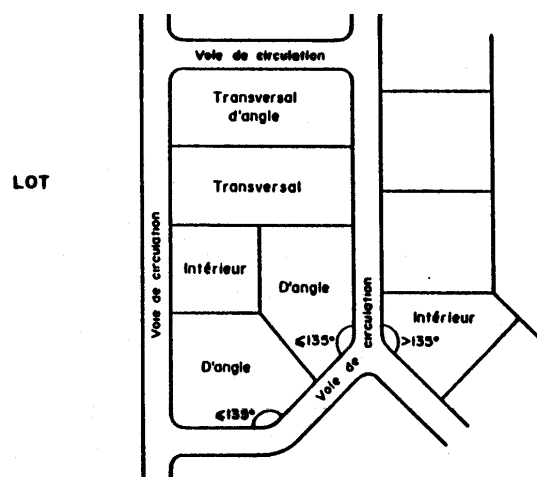 Voie de circulation
Transversal
d'angle
LOT
Transversal
Voie de circulation
Intérieur
D'angle
Voie de circulation
Intérieur
≤135°
>135°
D'angle
≤135°